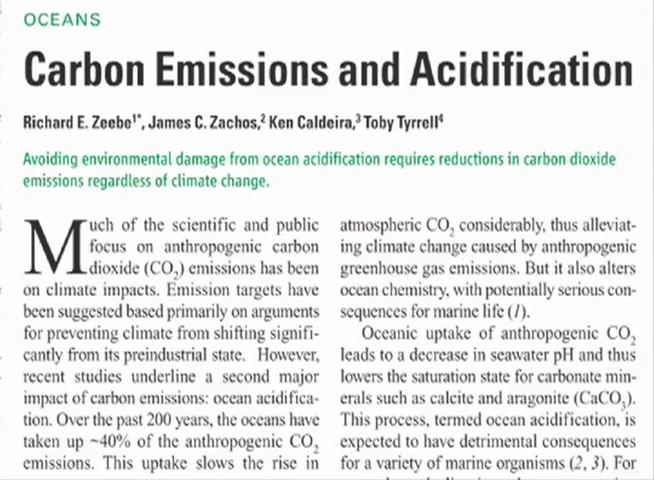 OCEANS
Carbon Emissions and Acidification
Richard E. Zeebe¹*, James C. Zachos,² Ken Caldeira,³ Toby Tyrrell⁴
Avoiding environmental damage from ocean acidification requires reductions in carbon dioxide
emissions regardless of climate change.
Much of the scientific and public
focus on anthropogenic carbon
dioxide (CO₂) emissions has been
on climate impacts. Emission targets have
been suggested based primarily on arguments
for preventing climate from shifting signifi-
cantly from its preindustrial state. However,
recent studies underline a second major
impact of carbon emissions: ocean acidifica-
tion. Over the past 200 years, the oceans have
taken up ~40% of the anthropogenic CO₂
emissions. This uptake slows the rise in
atmospheric CO₂ considerably, thus alleviat-
ing climate change caused by anthropogenic
greenhouse gas emissions. But it also alters
ocean chemistry, with potentially serious con-
sequences for marine life (1).
Oceanic uptake of anthropogenic CO₂
leads to a decrease in seawater pH and thus
lowers the saturation state for carbonate min-
erals such as calcite and aragonite (CaCO₃).
This process, termed ocean acidification, is
expected to have detrimental consequences
for a variety of marine organisms (2, 3). For